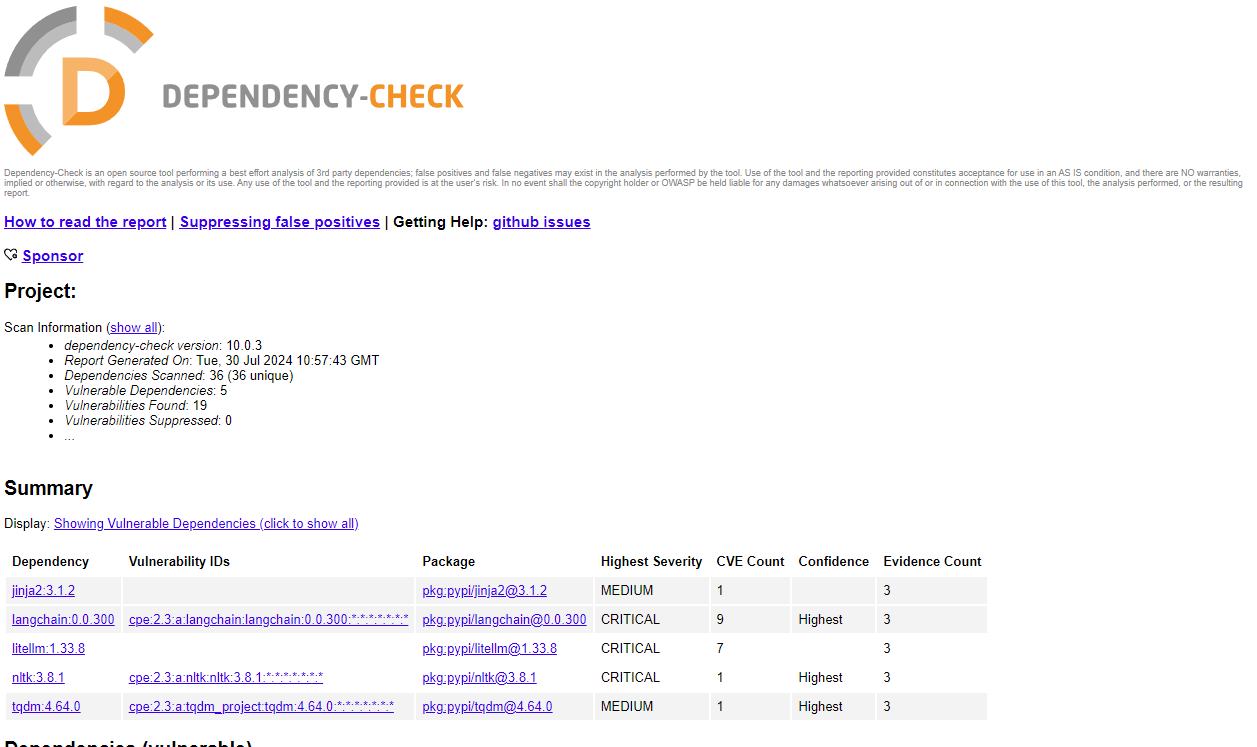 DEPENDENCY-CHECK
Dependency-Check is an open source tool performing a best effort analysis of 3rd party dependencies; false positives and false negatives may exist in the analysis performed by the tool. Use of the tool and the reporting provided constitutes acceptance for use in an AS IS condition, and there are NO warranties,
implied or otherwise, with regard to the analysis or its use. Any use of the tool and the reporting provided is at the user's risk. In no event shall the copyright holder or OWASP be held liable for any damages whatsoever arising out of or in connection with the use of this tool, the analysis performed, or the resulting
report.
How to read the report | Suppressing false positives | Getting Help: github issues
Sponsor
Project:
Scan Information (show all):
• dependency-check version: 10.0.3
• Report Generated On: Tue, 30 Jul 2024 10:57:43 GMT
• Dependencies Scanned: 36 (36 unique)
• Vulnerable Dependencies: 5
• Vulnerabilities Found: 19
• Vulnerabilities Suppressed: 0
• ...
Summary
Display: Showing Vulnerable Dependencies (click to show all)
Dependency Vulnerability IDs Package Highest Severity CVE Count Confidence Evidence Count
jinja2:3.1.2 pkg:pypi/jinja2@3.1.2 MEDIUM 1 3
langchain:0.0.300 cpe:2.3:a:langchain:langchain:0.0.300:*:*:*:*:*:*:* pkg:pypi/langchain@0.0.300 CRITICAL 9 Highest 3
litellm:1.33.8 pkg:pypi/litellm@1.33.8 CRITICAL 7 3
nltk:3.8.1 cpe:2.3:a:nltk:nltk:3.8.1:*:*:*:*:*:*:* pkg:pypi/nltk@3.8.1 CRITICAL 1 Highest 3
tqdm:4.64.0 cpe:2.3:a:tqdm_project:tqdm:4.64.0:*:*:*:*:*:*:* pkg:pypi/tqdm@4.64.0 MEDIUM 1 Highest 3
Dependencies (vulnerable)